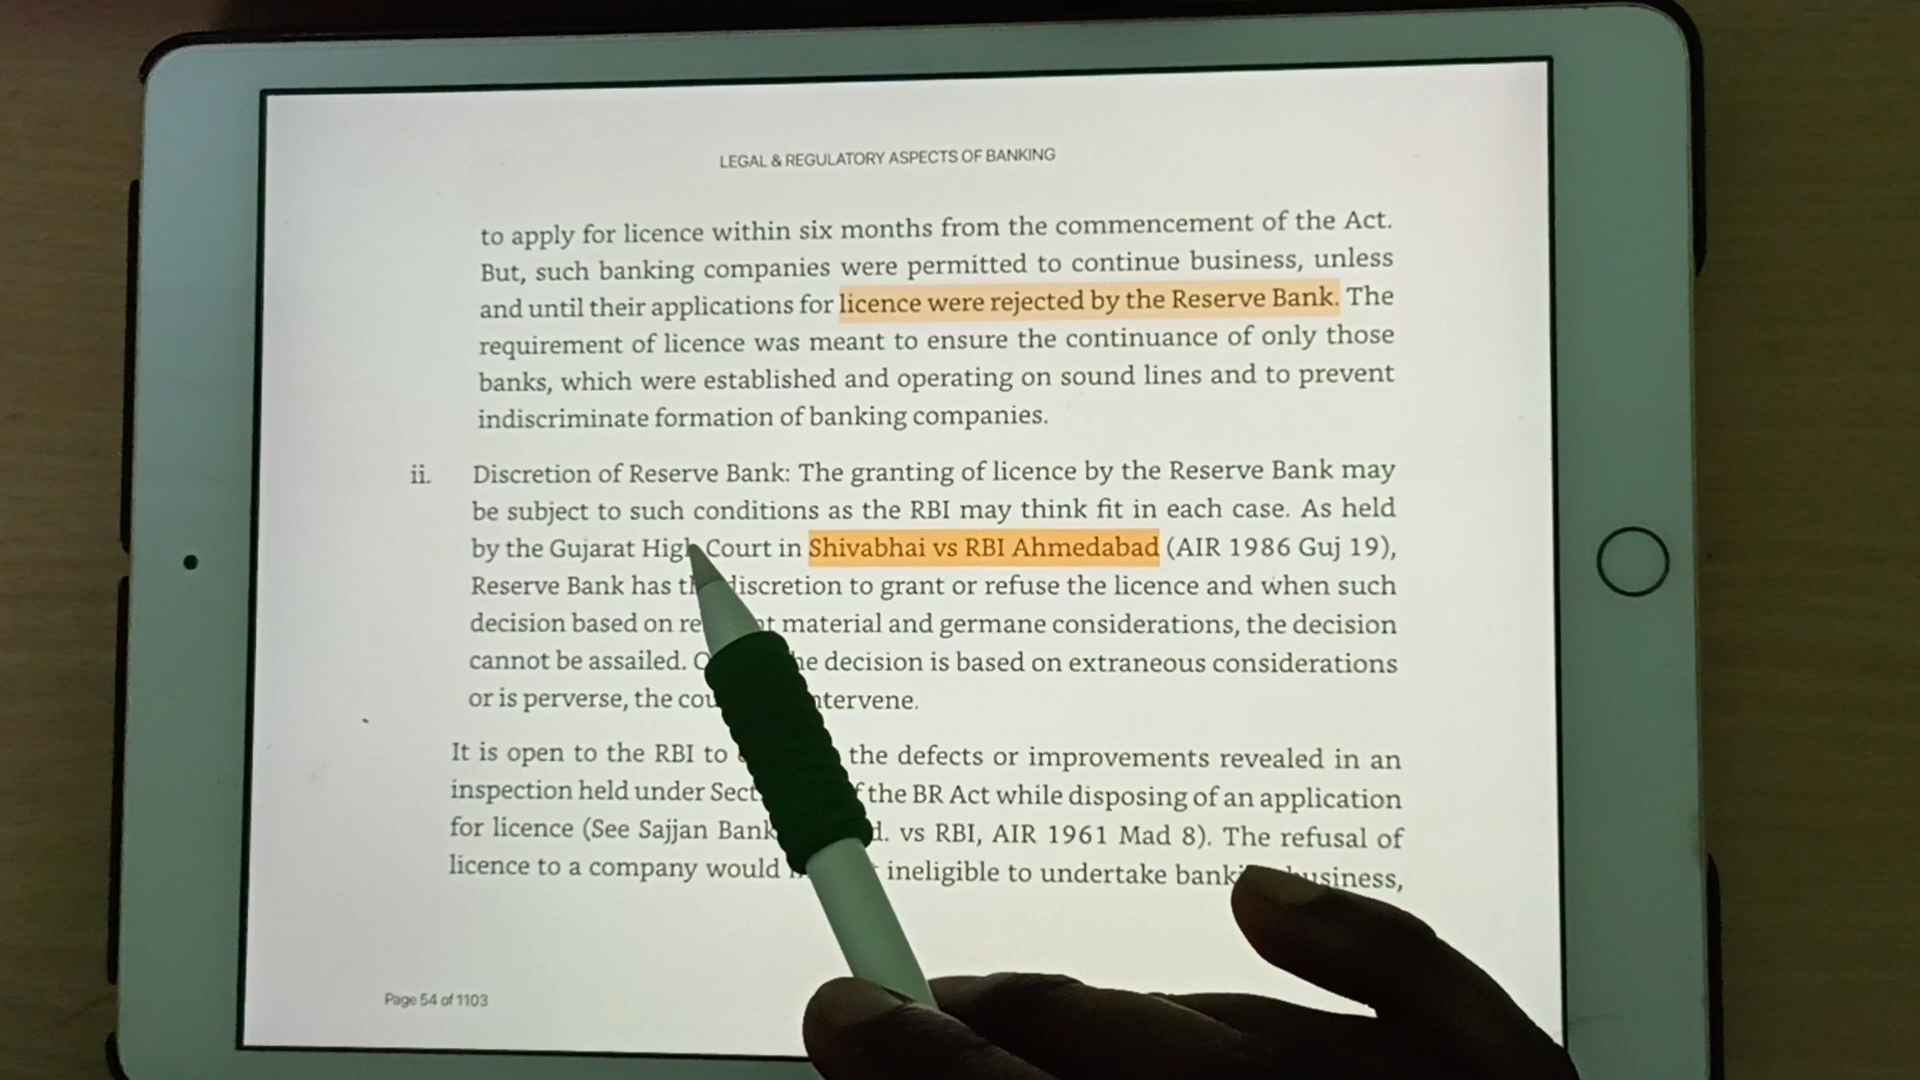 LEGAL & REGULATORY ASPECTS OF BANKING
to apply for licence within six months from the commencement of the Act.
But, such banking companies were permitted to continue business, unless
and until their applications for licence were rejected by the Reserve Bank. The
requirement of licence was meant to ensure the continuance of only those
banks, which were established and operating on sound lines and to prevent
indiscriminate formation of banking companies.
ii. Discretion of Reserve Bank: The granting of licence by the Reserve Bank may
be subject to such conditions as the RBI may think fit in each case. As held
by the Gujarat High Court in Shivabhai vs RBI Ahmedabad (AIR 1986 Guj 19),
Reserve Bank has discretion to grant or refuse the licence and when such
decision based on material and germane considerations, the decision
cannot be assailed. decision is based on extraneous considerations
or is perverse, the
It is open to the RBI to the defects or improvements revealed in an
inspection held under the BR Act while disposing of an application
for licence (See Sajjan Bank vs RBI, AIR 1961 Mad 8). The refusal of
licence to a company would ineligible to undertake
Page 54 of 1103